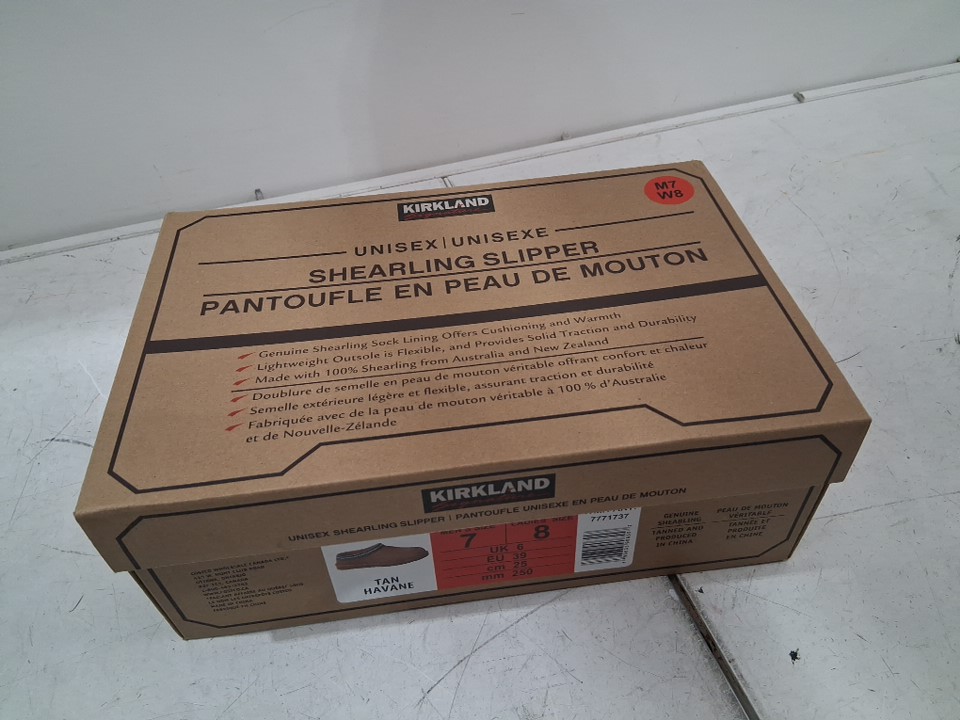 KIRKLAND
M7
W8
UNISEX | UNISEXE
SHEARLING SLIPPER
PANTOUFLE EN PEAU DE MOUTON
Genuine Shearling Sock Lining Offers Cushioning and Warmth
Lightweight Outsole is Flexible, and Provides Solid Traction and Durability
Made with 100% Shearling from Australia and New Zealand
Doublure de semelle en peau de mouton véritable offrant confort et chaleur
Semelle extérieure légère et flexible, assurant traction et durabilité
Fabriquée avec de la peau de mouton véritable à 100 % d'Australie
et de Nouvelle-Zélande
KIRKLAND
UNISEX SHEARLING SLIPPER | PANTOUFLE UNISEXE EN PEAU DE MOUTON
TAN
HAVANE
7
8
UK 6
EU 39
cm 25
mm 250
7771737
GENUINE
SHEARLING
TANNED AND
PRODUCED
IN CHINA
PEAU DE MOUTON
VÉRITABLE
TANNÉE ET
PRODUITE
EN CHINE